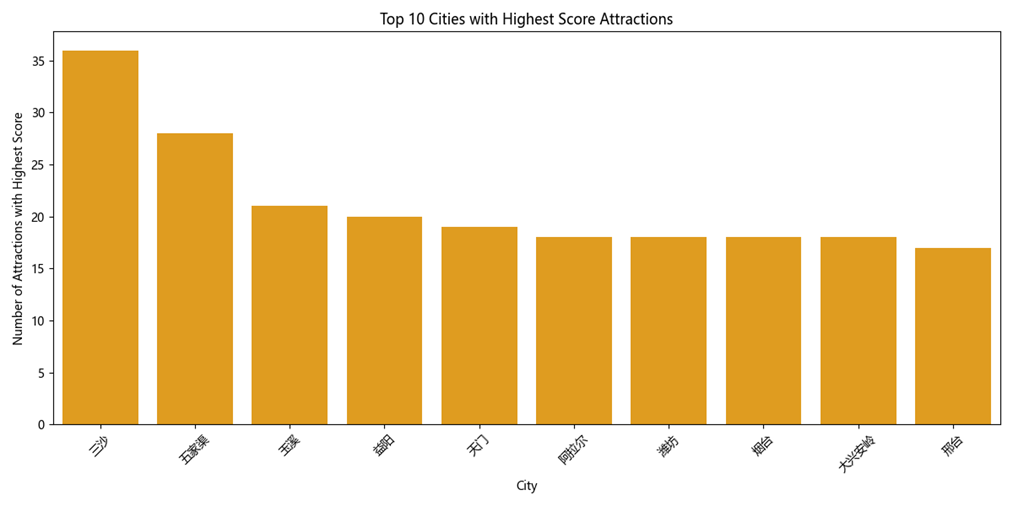 Top 10 Cities with Highest Score Attractions
Number of Attractions with Highest Score
35
30
25
20
15
10
5
0
三沙
五家渠
玉溪
益阳
天门
阿拉尔
潍坊
烟台
大兴安岭
邢台
City